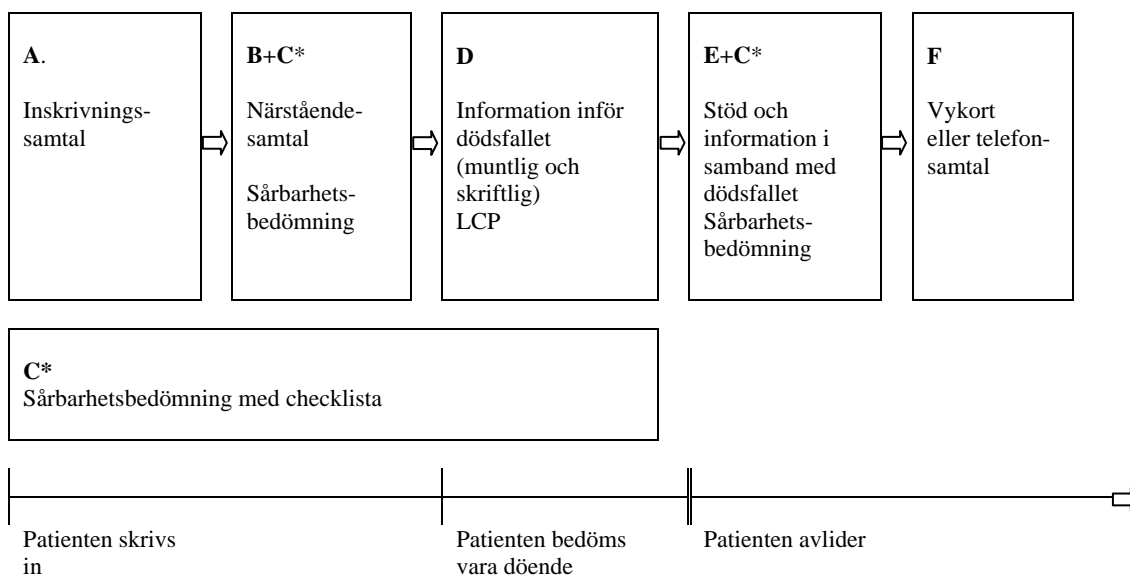 A.
Inskrivnings-
samtal
B+C*
Närstående-
samtal
Sårbarhets-
bedömning
D
Information inför
dödsfallet
(muntlig och
skriftlig)
LCP
E+C*
Stöd och
information i
samband med
dödsfallet
Sårbarhets-
bedömning
F
Vykort
eller telefon-
samtal
C*
Sårbarhetsbedömning med checklista
Patienten skrivs
in
Patienten bedöms
vara döende
Patienten avlider